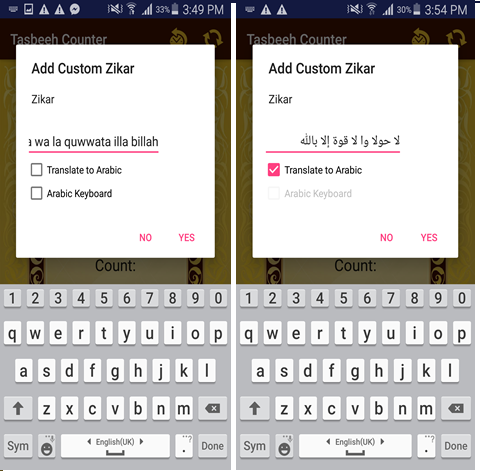 33% 3:49 PM
Tasbeeh Counter
Add Custom Zikar
Zikar
a wa la quwwata illa billah
Translate to Arabic
Arabic Keyboard
NO YES
Count:
1 2 3 4 5 6 7 8 9 0
q w e r t y u i o p
a s d f g h j k l
z x c v b n m
Sym English(UK) . Done
30% 3:54 PM
Tasbeeh Counter
Add Custom Zikar
Zikar
لا حولا وا لا قوة إلا بالله
Translate to Arabic
Arabic Keyboard
NO YES
Count:
1 2 3 4 5 6 7 8 9 0
q w e r t y u i o p
a s d f g h j k l
z x c v b n m
Sym English(UK) . Done